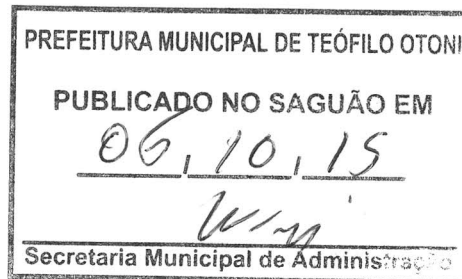 PREFEITURA MUNICIPAL DE TEÓFILO OTONI
PUBLICADO NO SAGUÃO EM
06, 10, 15
Secretaria Municipal de Administração